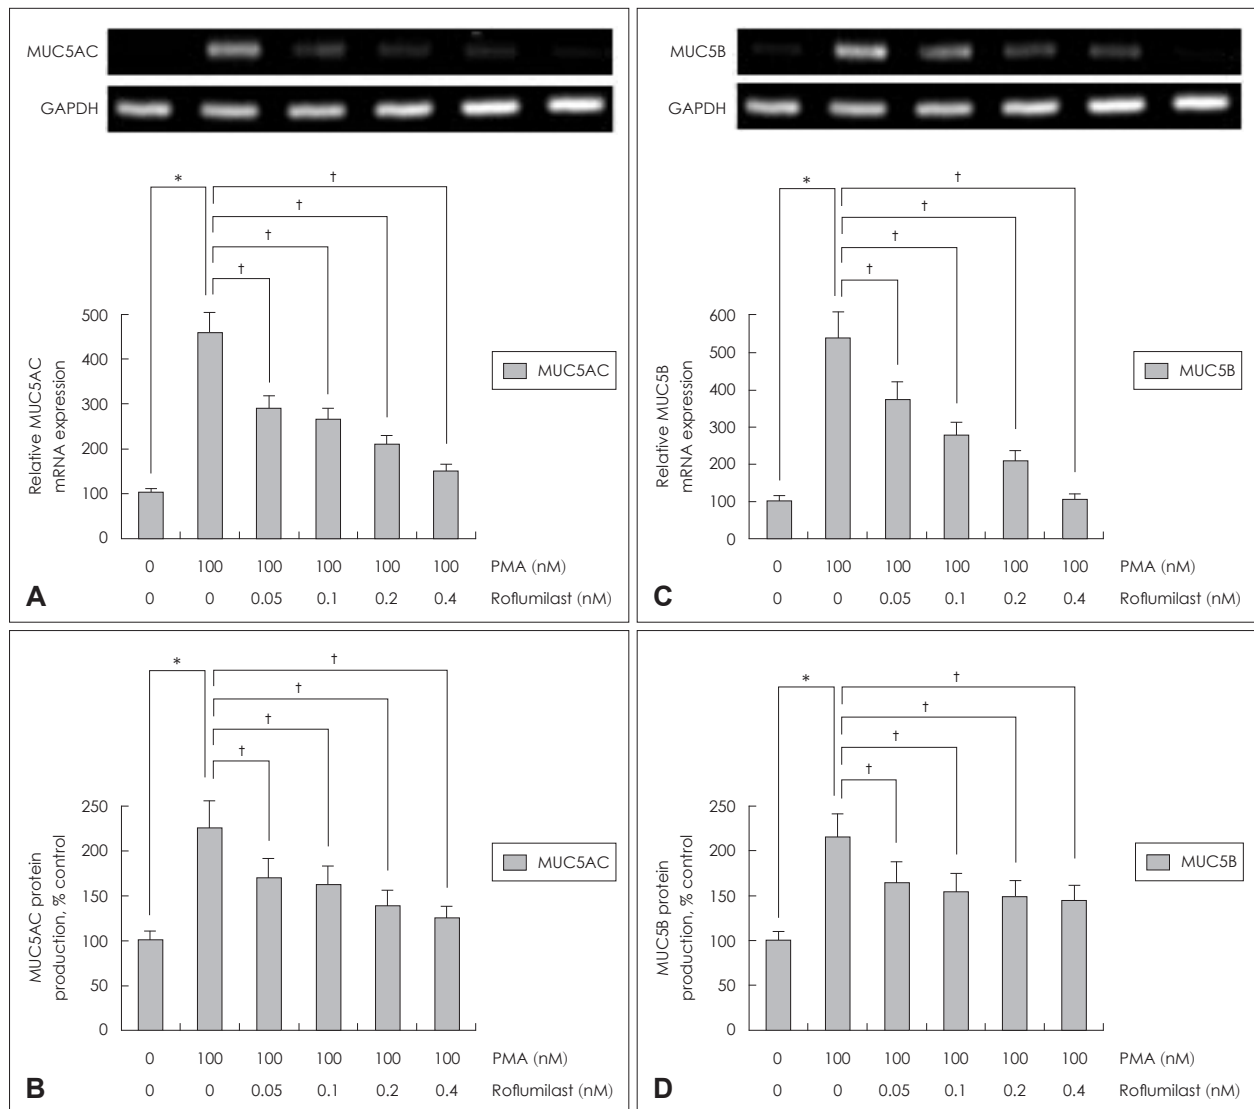 MUC5AC
GAPDH
*
†
†
†
†
Relative MUC5AC
mRNA expression
500
400
300
200
100
0
MUC5AC
0 100 100 100 100 100 PMA (nM)
0 0 0.05 0.1 0.2 0.4 Roflumilast (nM)
A
MUC5B
GAPDH
*
†
†
†
†
Relative MUC5B
mRNA expression
600
500
400
300
200
100
0
MUC5B
0 100 100 100 100 100 PMA (nM)
0 0 0.05 0.1 0.2 0.4 Roflumilast (nM)
C
*
†
†
†
†
MUC5AC protein
production, % control
250
200
150
100
50
0
MUC5AC
0 100 100 100 100 100 PMA (nM)
0 0 0.05 0.1 0.2 0.4 Roflumilast (nM)
B
*
†
†
†
†
MUC5B protein
production, % control
250
200
150
100
50
0
MUC5B
0 100 100 100 100 100 PMA (nM)
0 0 0.05 0.1 0.2 0.4 Roflumilast (nM)
D